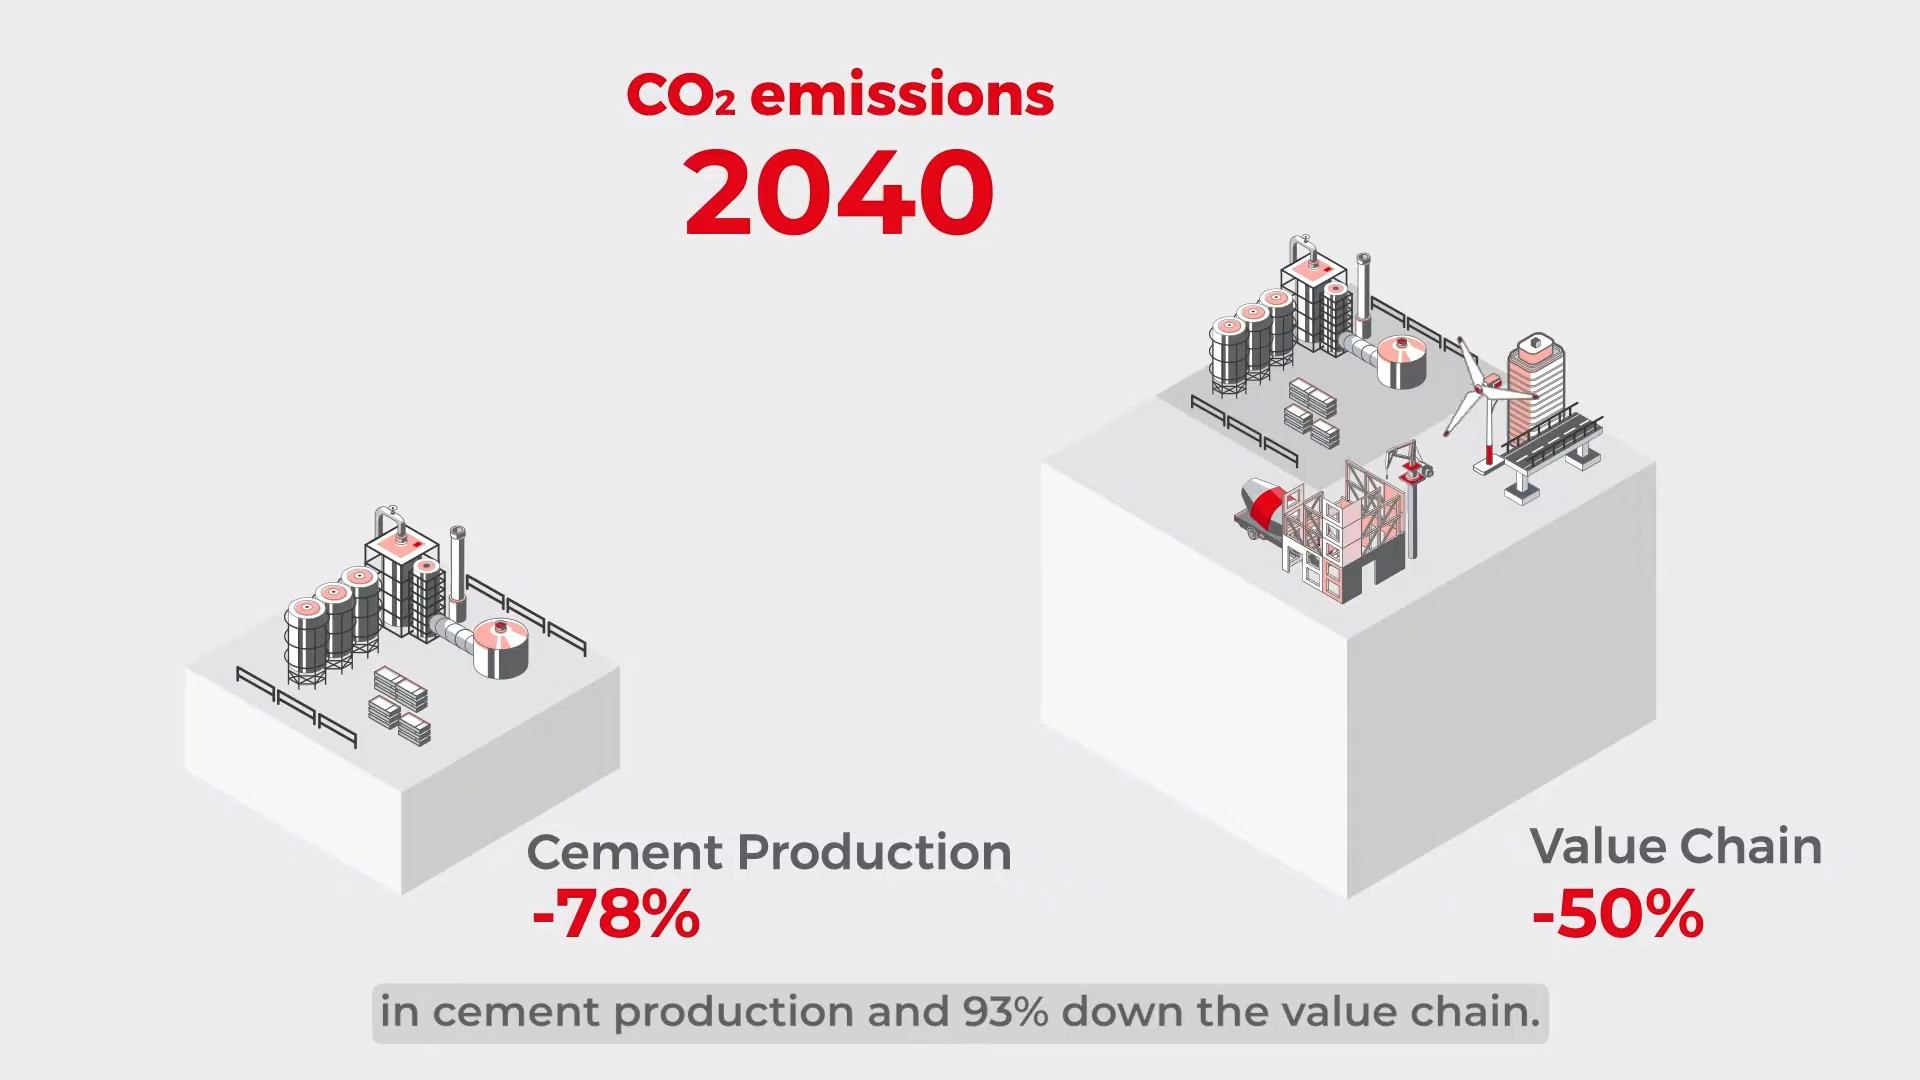 CO₂ emissions
2040
Cement Production
-78%
Value Chain
-50%
in cement production and 93% down the value chain.